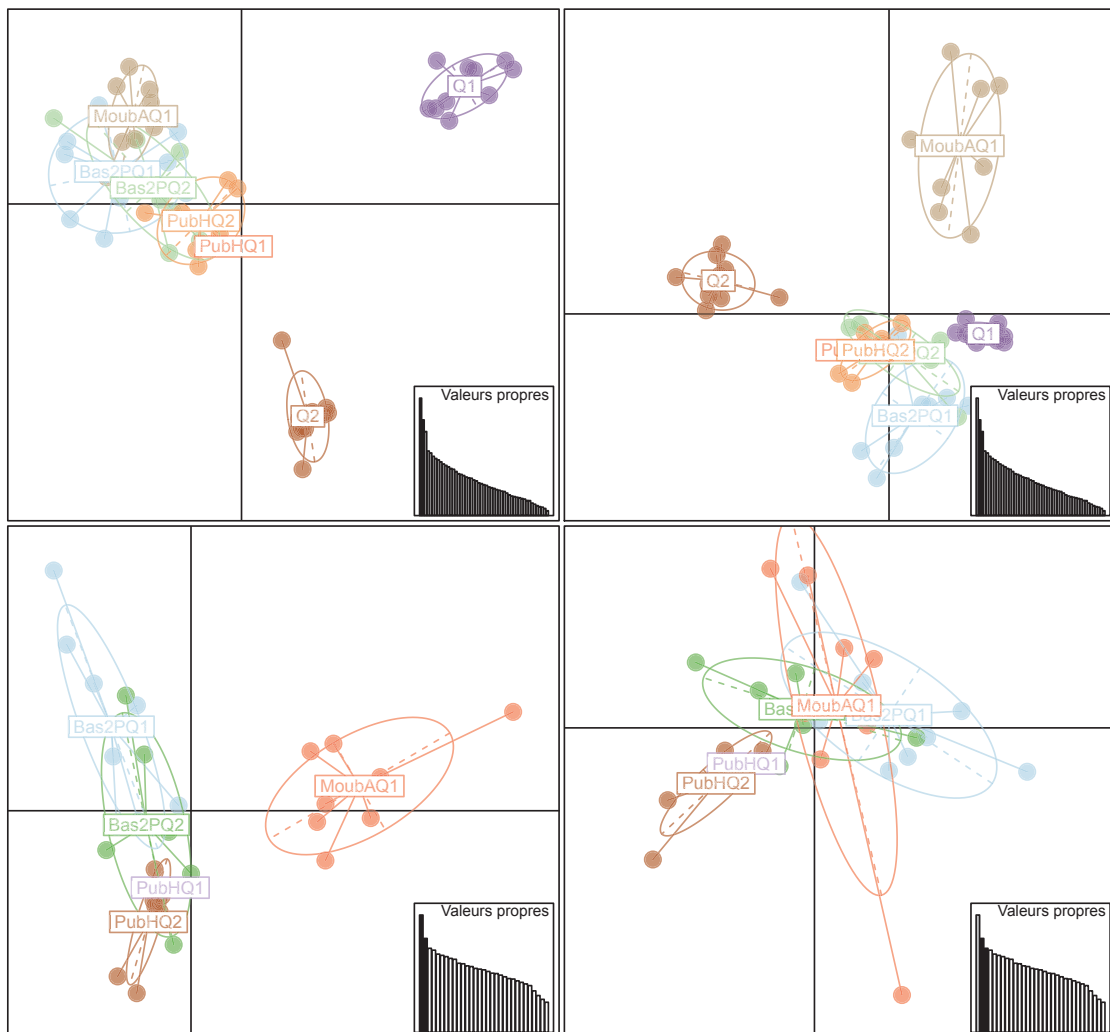 Q1
MoubAQ1
Bas2PQ1
Bas2PQ2
PubHQ2
PubHQ1
Q2
Valeurs propres
MoubAQ1
Q2
Q1
PubHQ2
Q2
Bas2PQ1
Valeurs propres
Bas2PQ1
MoubAQ1
Bas2PQ2
PubHQ1
PubHQ2
Valeurs propres
MoubAQ1
Bas2PQ1
PubHQ1
PubHQ2
Valeurs propres